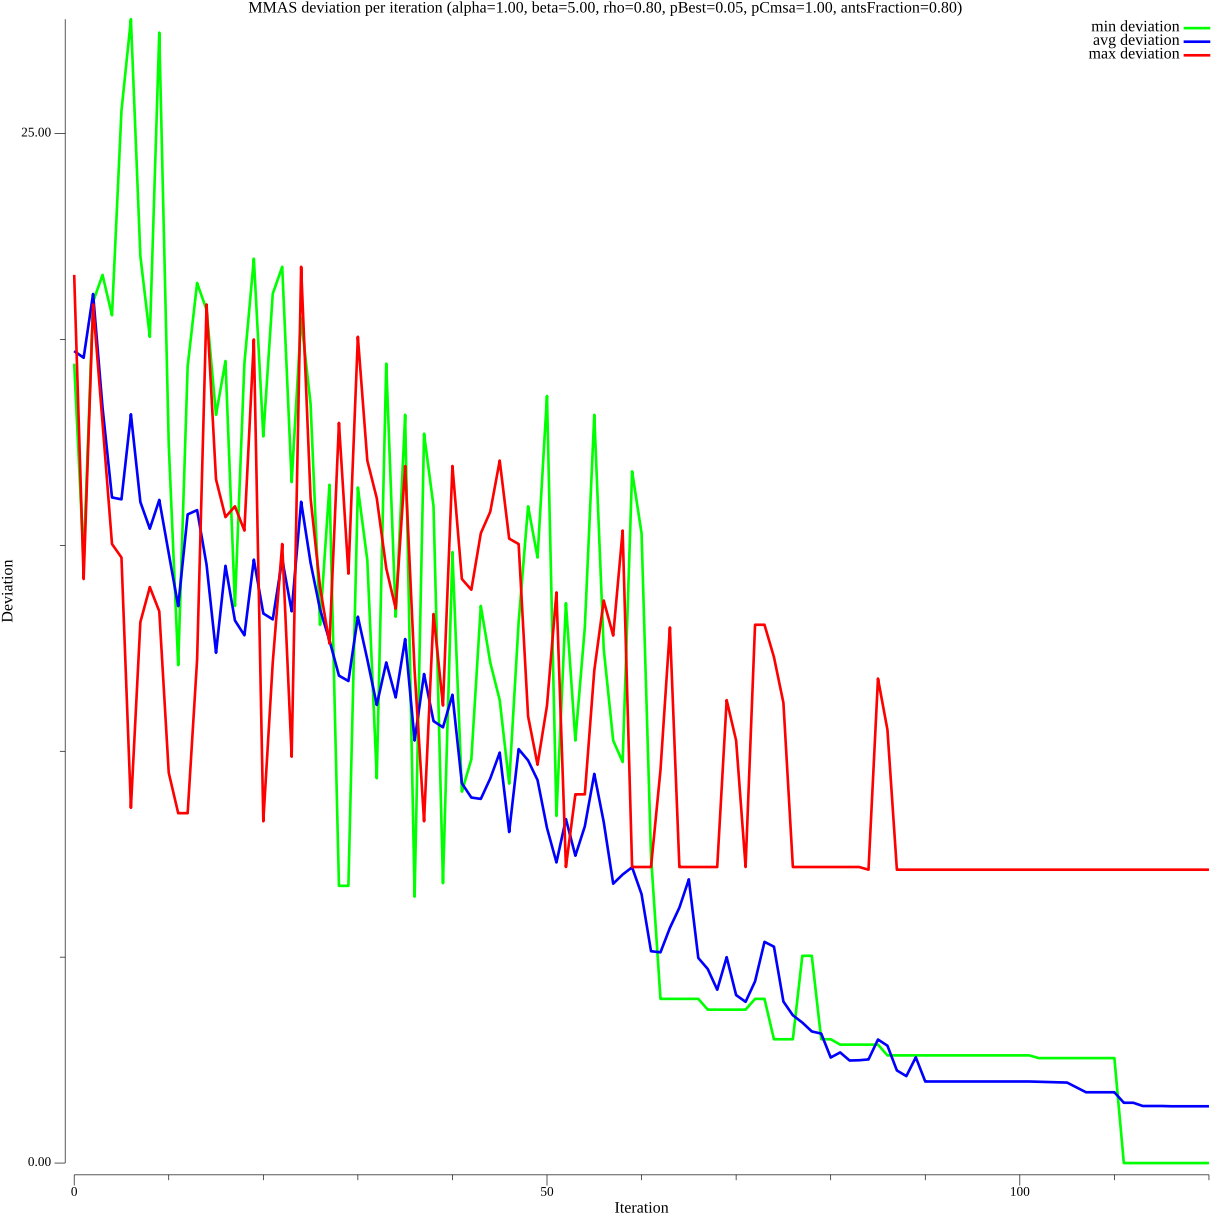 MMAS deviation per iteration (alpha=1.00, beta=5.00, rho=0.80, pBest=0.05, pCmsa=1.00, antsFraction=0.80)
min deviation
avg deviation
max deviation
25.00
Deviation
0.00
0 50 100
Iteration